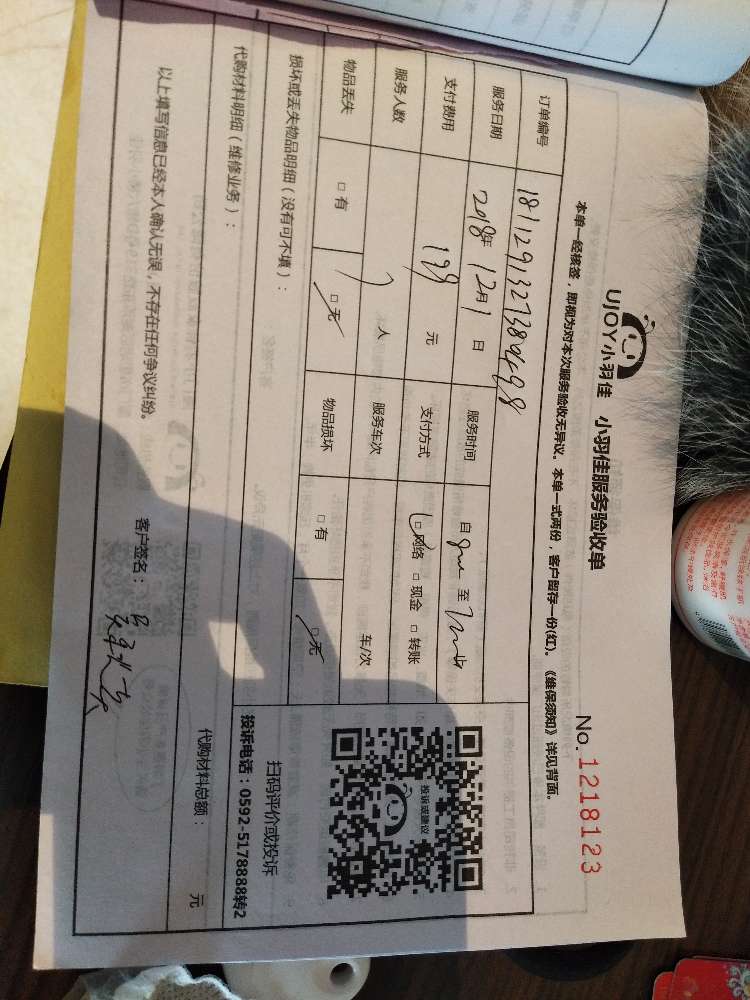 UJOY小羽佳 小羽佳服务验收单
No. 1218123
本单一经核签，即视为对本次服务验收无异议。本单一式两份，客户留存一份(红)。《维保须知》详见背面。
订单编号
服务日期 2018年 12月1日 服务时间 自 至 止
支付费用 元 支付方式 □网络 □现金 □转账
服务人数 人 服务车次 车/次
物品丢失 □有 □无 物品损坏 □有 □无
损坏或丢失物品明细（没有可不填）：
投诉或建议
扫码评价或投诉
投诉电话：0592-5178888转2
代购材料明细（维修业务）： 代购材料总额： 元
以上填写信息已经本人确认无误，不存在任何争议纠纷。 客户签名：